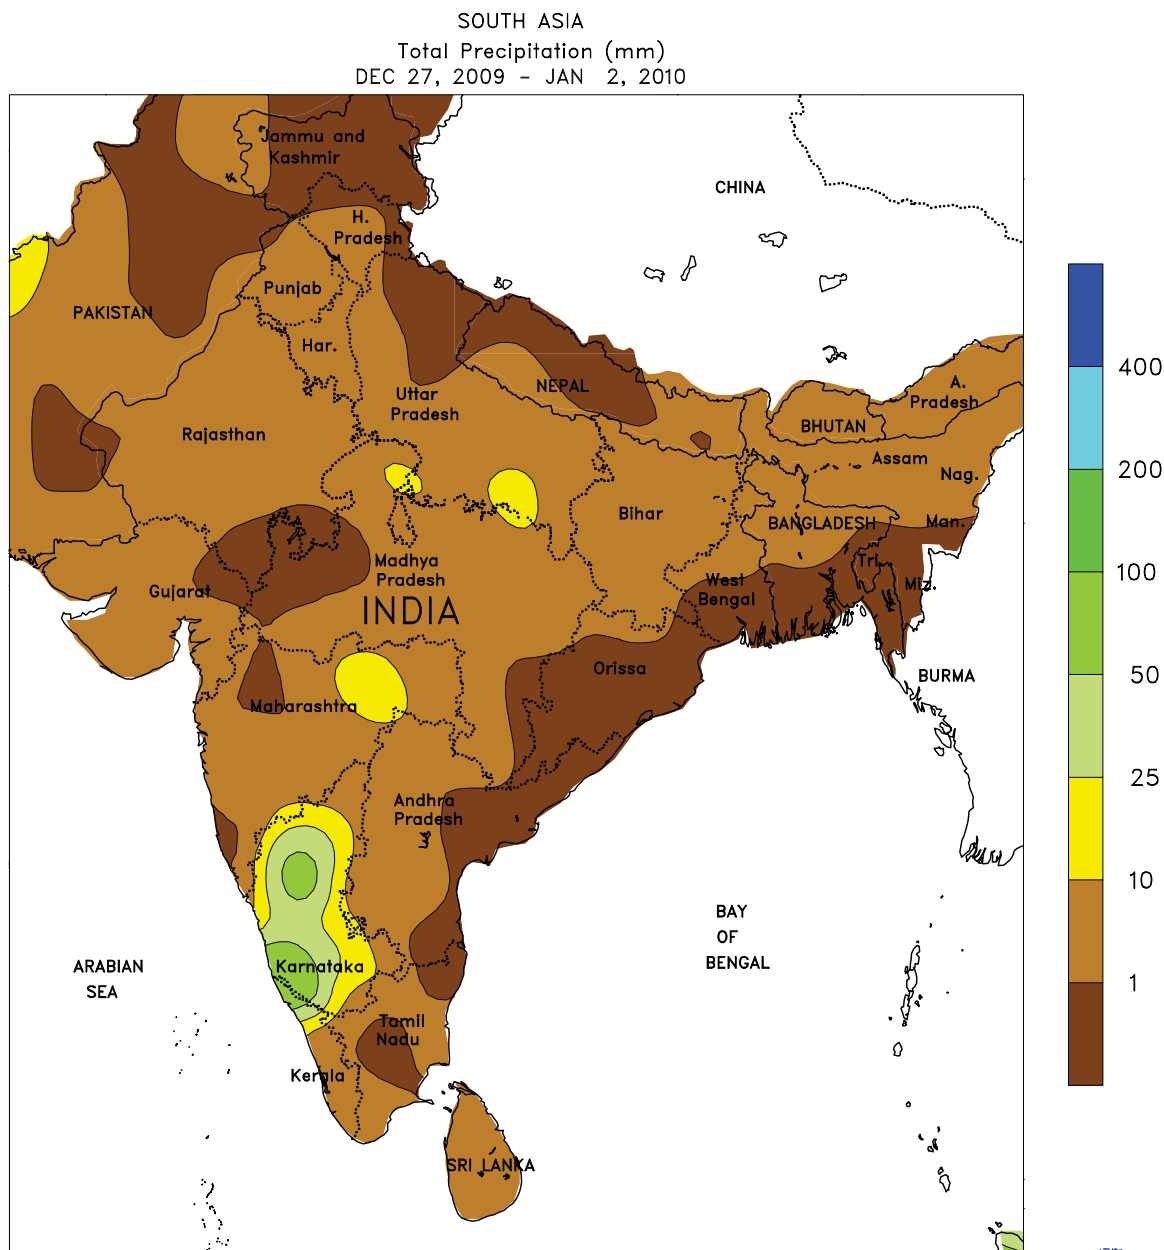 SOUTH ASIA
Total Precipitation (mm)
DEC 27, 2009 - JAN 2, 2010
Jammu and
Kashmir
CHINA
H.
Pradesh
Punjab
PAKISTAN
Har.
400
NEPAL
A.
Pradesh
Uttar
Pradesh
BHUTAN
Rajasthan
Assam
200
Nag.
Bihar
BANGLADESH
Man.
Madhya
Pradesh
Tri.
100
Gujarat
West
Bengal
Miz.
INDIA
Orissa
BURMA
50
Maharashtra
25
Andhra
Pradesh
10
BAY
OF
BENGAL
ARABIAN
SEA
Karnataka
1
Tamil
Nadu
Kerala
SRI LANKA